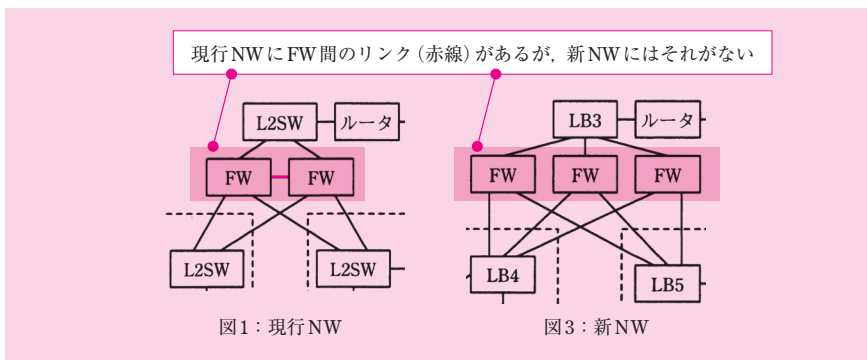 現行NWにFW間のリンク(赤線)があるが，新NWにはそれがない
L2SW ルータ
FW FW
L2SW L2SW
図1：現行NW
LB3 ルータ
FW FW FW
LB4 LB5
図3：新NW